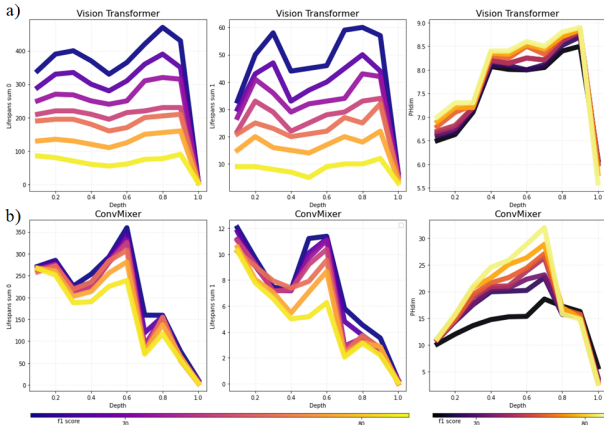 a)
Vision Transformer
Vision Transformer
Vision Transformer
Lifespans sum 0
400
300
200
100
0
0.2 0.4 0.6 0.8 1.0
Depth
Lifespans sum 1
60
50
40
30
20
10
0.2 0.4 0.6 0.8 1.0
Depth
PHdim
9.0
8.5
8.0
7.5
7.0
6.5
6.0
5.5
0.2 0.4 0.6 0.8 1.0
Depth
b)
ConvMixer
ConvMixer
ConvMixer
Lifespans sum 0
350
300
250
200
150
100
50
0
0.2 0.4 0.6 0.8 1.0
Depth
Lifespans sum 1
12
10
8
6
4
2
0
0.2 0.4 0.6 0.8 1.0
Depth
PHdim
30
25
20
15
10
5
0.2 0.4 0.6 0.8 1.0
Depth
f1 score 70 80
f1 score 70 80